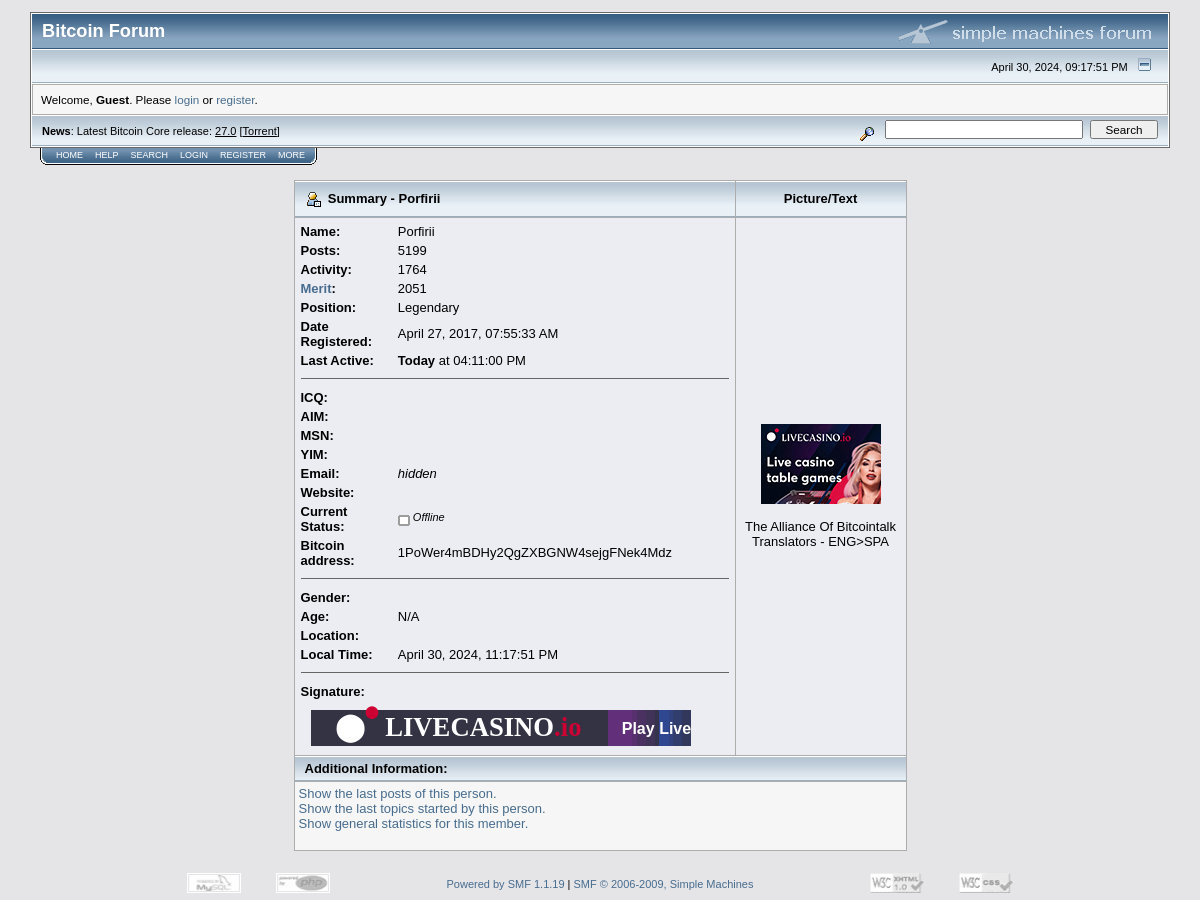 Bitcoin Forum
simple machines forum
April 30, 2024, 09:17:51 PM
Welcome, Guest. Please login or register.
News: Latest Bitcoin Core release: 27.0 [Torrent]
Search
HOME HELP SEARCH LOGIN REGISTER MORE
Summary - Porfirii
Picture/Text
Name: Porfirii
Posts: 5199
Activity: 1764
Merit: 2051
Position: Legendary
Date
Registered: April 27, 2017, 07:55:33 AM
Last Active: Today at 04:11:00 PM
ICQ:
AIM:
MSN:
YIM:
Email: hidden
Website:
Current
Status: Offline
Bitcoin
address: 1PoWer4mBDHy2QgZXBGNW4sejgFNek4Mdz
Gender:
Age: N/A
Location:
Local Time: April 30, 2024, 11:17:51 PM
Signature:
LIVECASINO.io Play Live
LIVECASINO.io
Live casino
table games
The Alliance Of Bitcointalk
Translators - ENG>SPA
Additional Information:
Show the last posts of this person.
Show the last topics started by this person.
Show general statistics for this member.
MySQL
powered by php
Powered by SMF 1.1.19 | SMF © 2006-2009, Simple Machines
W3C XHTML 1.0
W3C css